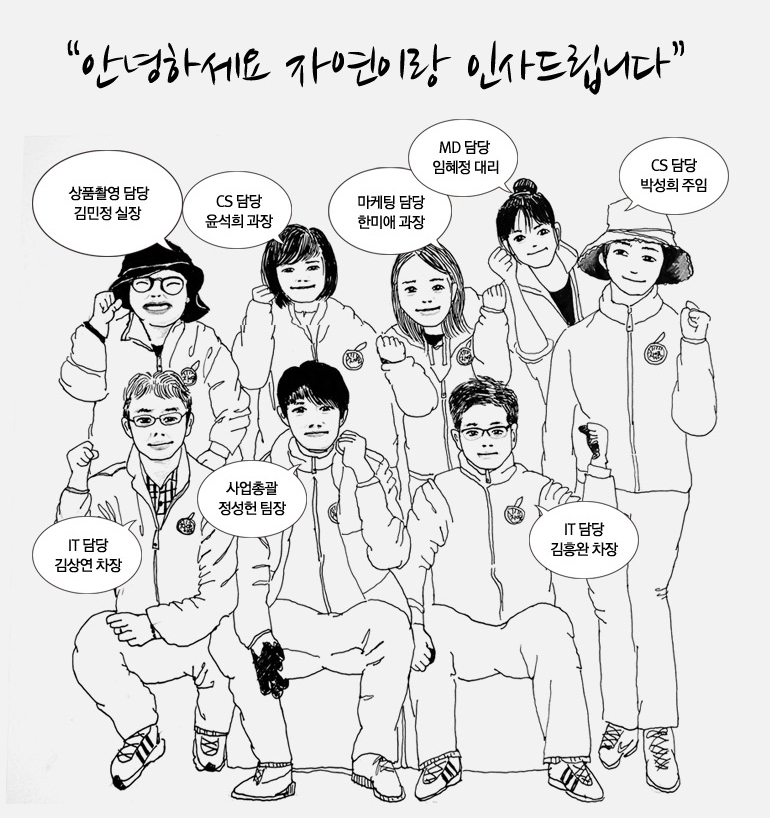 “안녕하세요 자연이랑 인사드립니다”
MD 담당
임혜정 대리
CS 담당
박성희 주임
상품촬영 담당
김민정 실장
CS 담당
윤석희 과장
마케팅 담당
한미애 과장
사업총괄
정성헌 팀장
IT 담당
김상연 차장
IT 담당
김흥완 차장